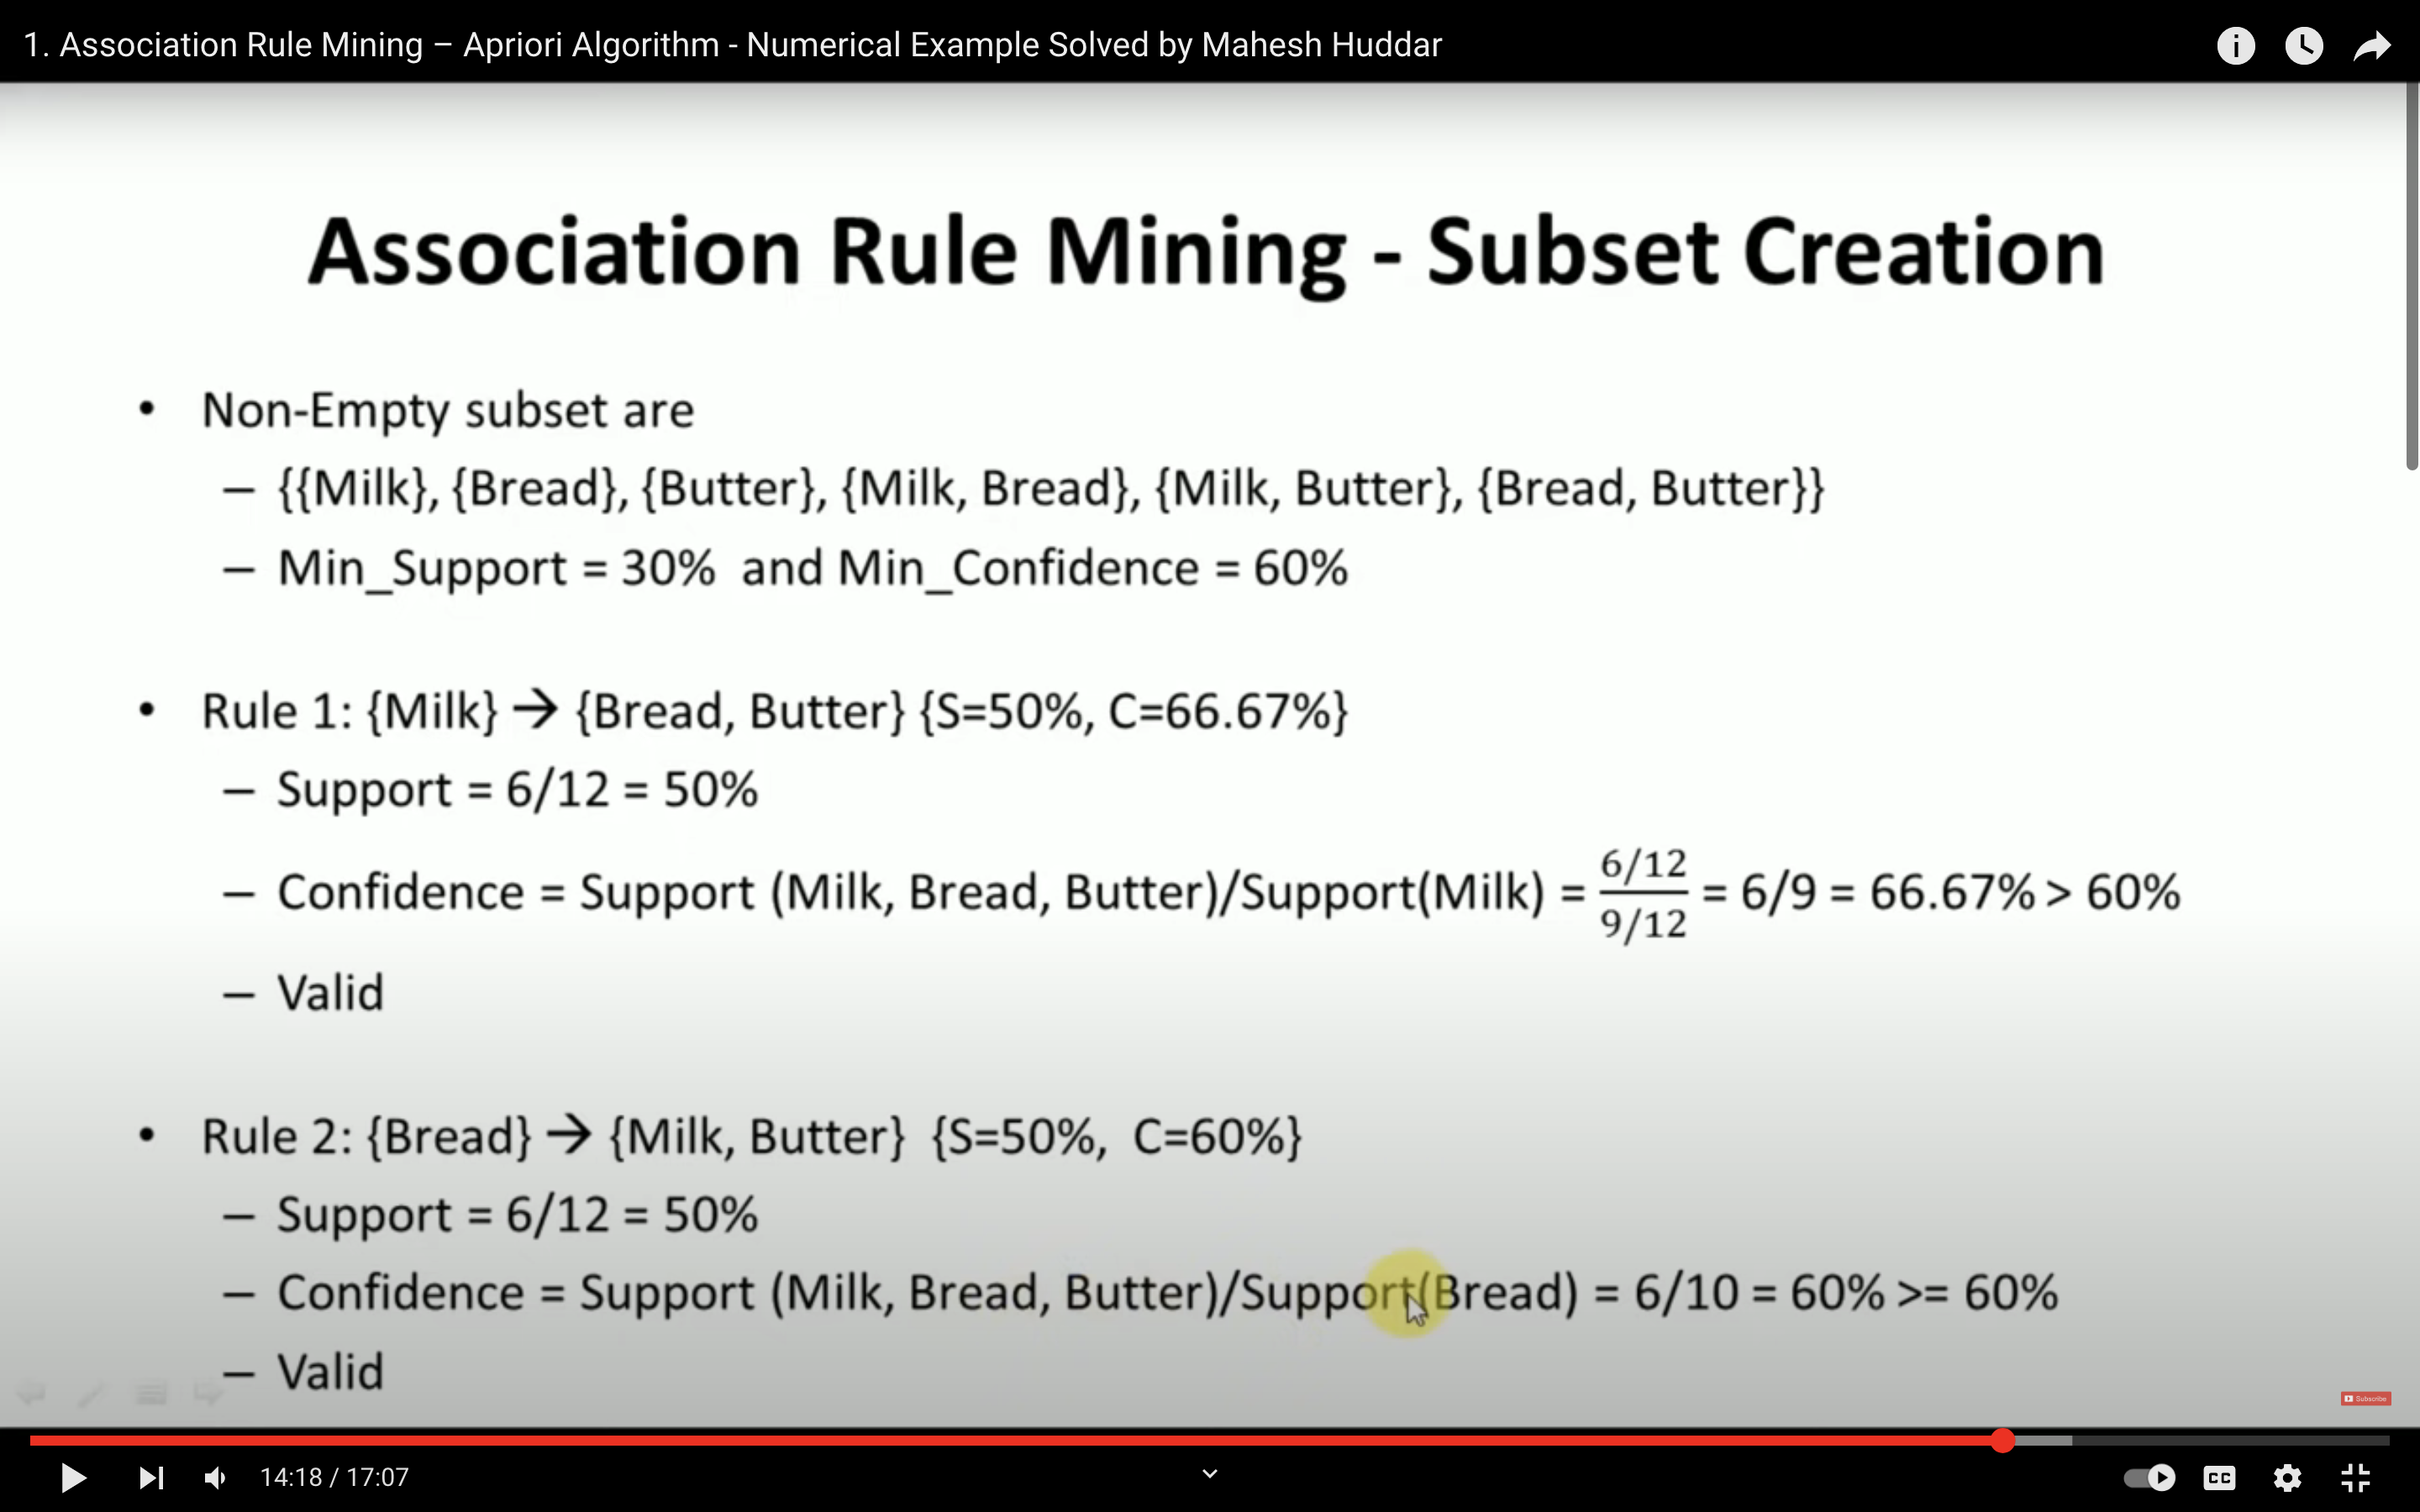 1. Association Rule Mining – Apriori Algorithm - Numerical Example Solved by Mahesh Huddar
Association Rule Mining - Subset Creation
• Non-Empty subset are
– {{Milk}, {Bread}, {Butter}, {Milk, Bread}, {Milk, Butter}, {Bread, Butter}}
– Min_Support = 30% and Min_Confidence = 60%
• Rule 1: {Milk} → {Bread, Butter} {S=50%, C=66.67%}
– Support = 6/12 = 50%
– Confidence = Support (Milk, Bread, Butter)/Support(Milk) = (6/12)/(9/12) = 6/9 = 66.67% > 60%
– Valid
• Rule 2: {Bread} → {Milk, Butter} {S=50%, C=60%}
– Support = 6/12 = 50%
– Confidence = Support (Milk, Bread, Butter)/Support(Bread) = 6/10 = 60% >= 60%
– Valid
Subscribe
14:18 / 17:07
CC